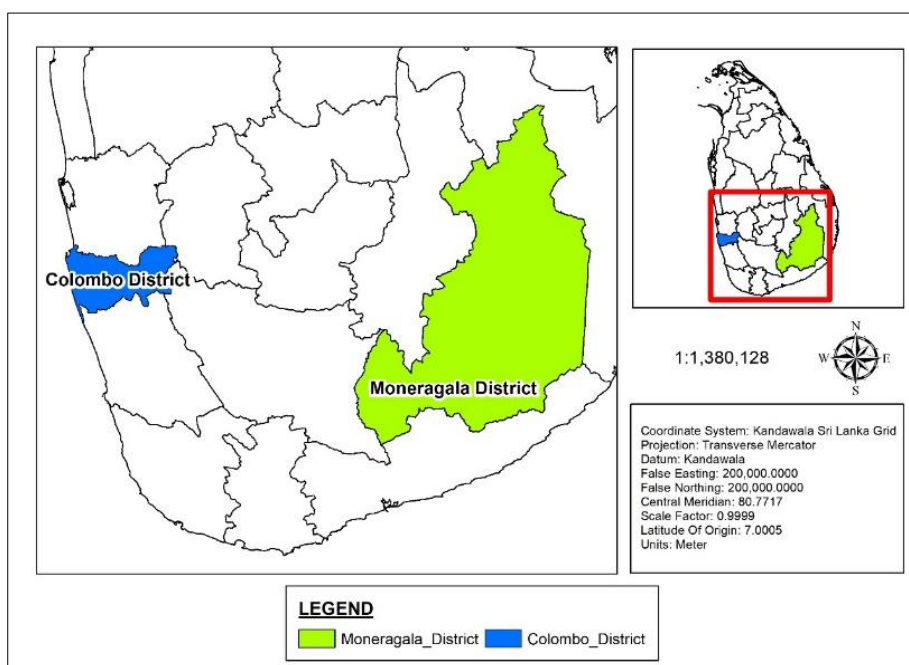 Colombo District
Moneragala District
1:1,380,128
N
W
E
S
Coordinate System: Kandawala Sri Lanka Grid
Projection: Transverse Mercator
Datum: Kandawala
False Easting: 200,000.0000
False Northing: 200,000.0000
Central Meridian: 80.7717
Scale Factor: 0.9999
Latitude Of Origin: 7.0005
Units: Meter
LEGEND
Moneragala_District Colombo_District